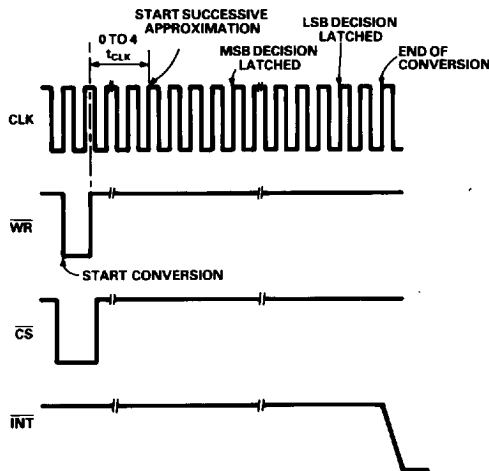 START SUCCESSIVE
APPROXIMATION
0 TO 4
tCLK
MSB DECISION
LATCHED
LSB DECISION
LATCHED
END OF
CONVERSION
CLK
WR
START CONVERSION
CS
INT